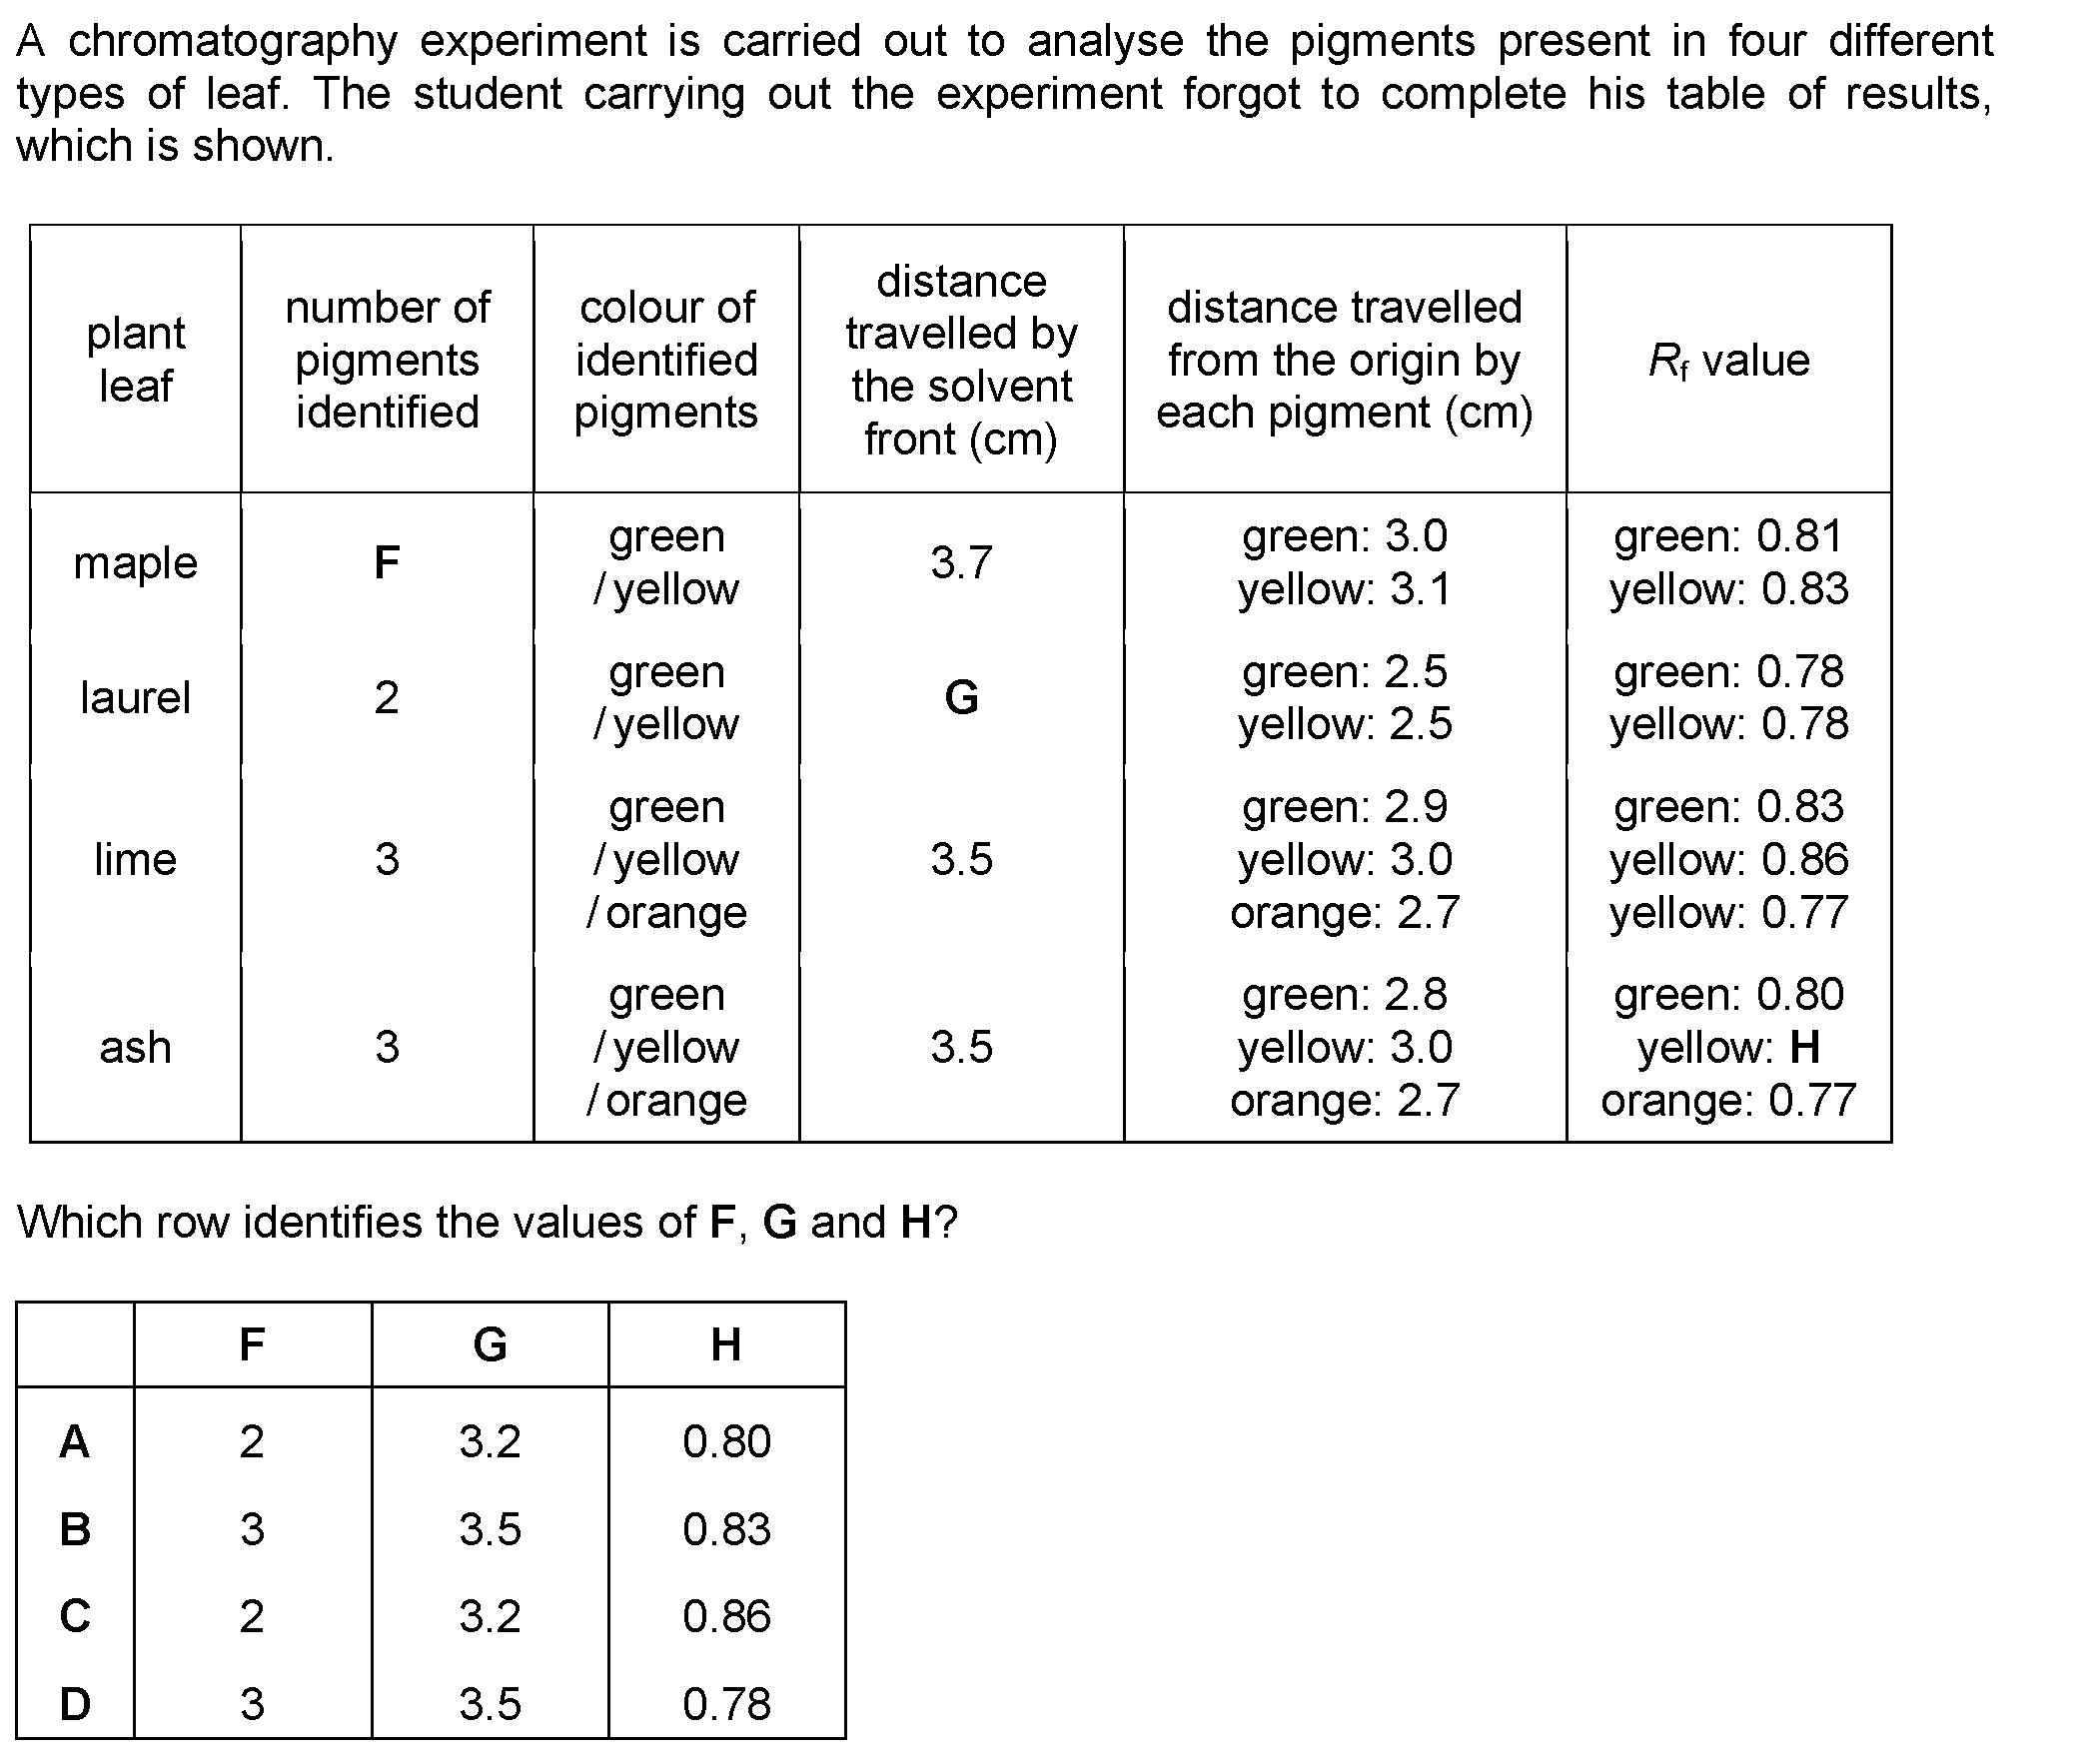 A chromatography experiment is carried out to analyse the pigments present in four different
types of leaf. The student carrying out the experiment forgot to complete his table of results,
which is shown.
plant
leaf
number of
pigments
identified
colour of
identified
pigments
distance
travelled by
the solvent
front (cm)
distance travelled
from the origin by
each pigment (cm)
Rf value
maple
F
green
/ yellow
3.7
green: 3.0
yellow: 3.1
green: 0.81
yellow: 0.83
laurel
2
green
/ yellow
G
green: 2.5
yellow: 2.5
green: 0.78
yellow: 0.78
lime
3
green
/ yellow
/ orange
3.5
green: 2.9
yellow: 3.0
orange: 2.7
green: 0.83
yellow: 0.86
yellow: 0.77
ash
3
green
/ yellow
/ orange
3.5
green: 2.8
yellow: 3.0
orange: 2.7
green: 0.80
yellow: H
orange: 0.77
Which row identifies the values of F, G and H?
F G H
A 2 3.2 0.80
B 3 3.5 0.83
C 2 3.2 0.86
D 3 3.5 0.78